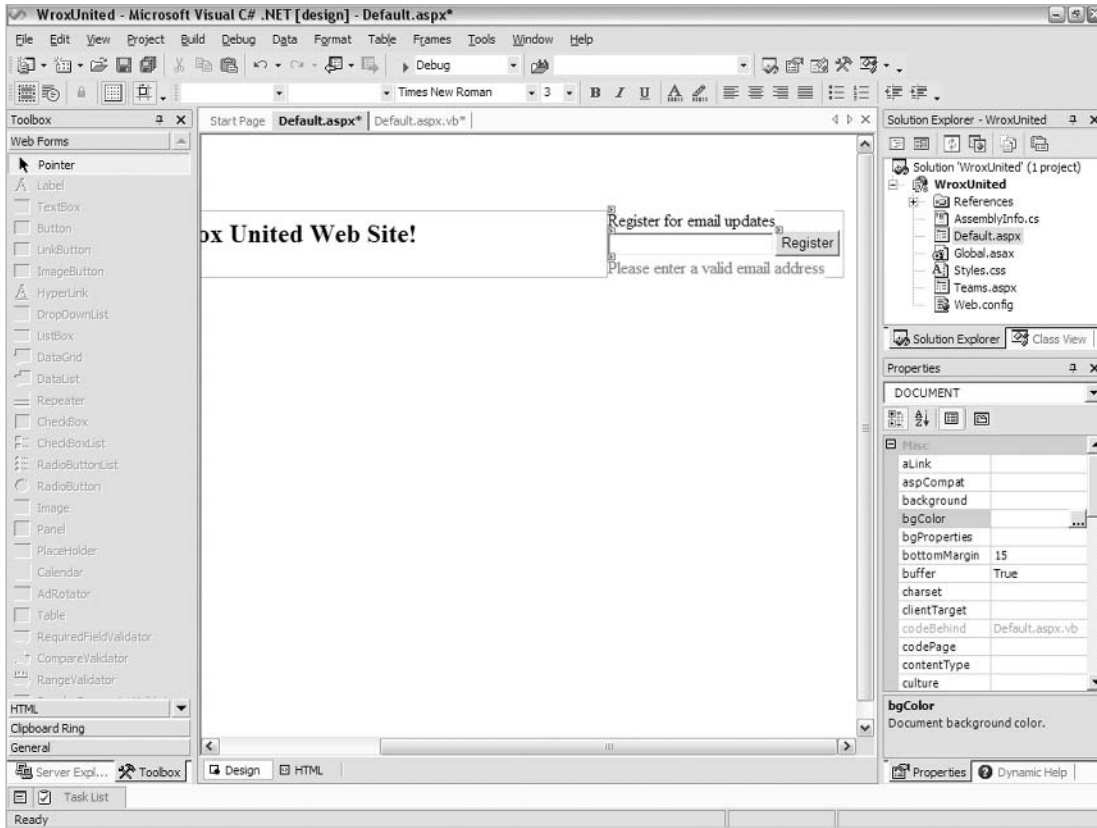 WroxUnited - Microsoft Visual C# .NET [design] - Default.aspx*
File Edit View Project Build Debug Data Format Table Frames Tools Window Help
Debug
Times New Roman 3 B I U
Toolbox
Web Forms
Pointer
Label
TextBox
Button
LinkButton
ImageButton
HyperLink
DropDownList
ListBox
DataGrid
DataList
Repeater
CheckBox
CheckBoxList
RadioButtonList
RadioButton
Image
Panel
PlaceHolder
Calendar
AdRotator
Table
RequiredFieldValidator
CompareValidator
RangeValidator
HTML
Clipboard Ring
General
Server Expl... Toolbox
Start Page Default.aspx* Default.aspx.vb*
ox United Web Site!
Register for email updates
Register
Please enter a valid email address
Design HTML
Solution Explorer - WroxUnited
Solution 'WroxUnited' (1 project)
WroxUnited
References
AssemblyInfo.cs
Default.aspx
Global.asax
Styles.css
Teams.aspx
Web.config
Solution Explorer Class View
Properties
DOCUMENT
Misc
aLink
aspCompat
background
bgColor ...
bgProperties
bottomMargin 15
buffer True
charset
clientTarget
codeBehind Default.aspx.vb
codePage
contentType
culture
bgColor
Document background color.
Properties Dynamic Help
Task List
Ready